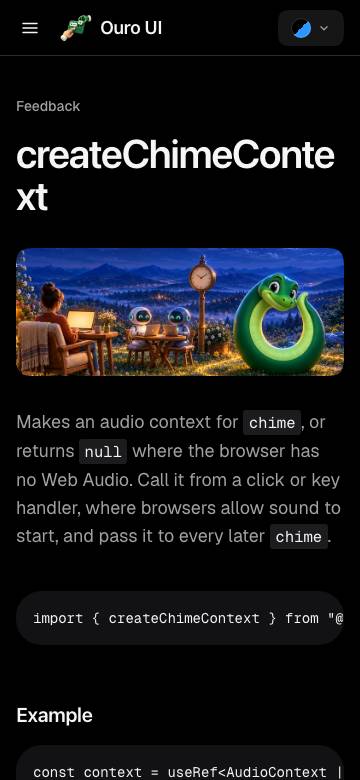 Ouro UI
Feedback
createChimeConte
xt
Makes an audio context for chime, or
returns null where the browser has
no Web Audio. Call it from a click or key
handler, where browsers allow sound to
start, and pass it to every later chime.
import { createChimeContext } from "@
Example
const context = useRef<AudioContext |